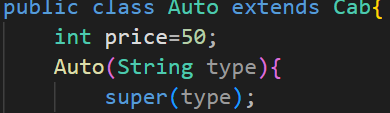 public class Auto extends Cab{
int price=50;
Auto(String type){
super(type);